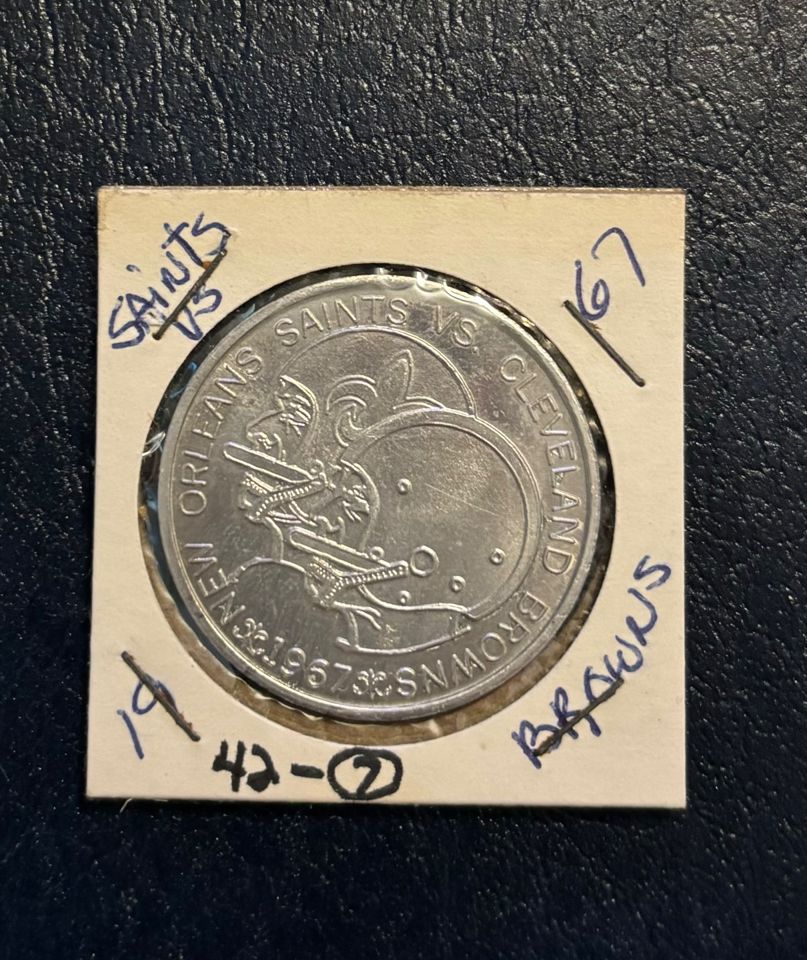 SAINTS
VS
67
NEW ORLEANS SAINTS VS. CLEVELAND BROWNS
1967
19
BROWNS
42-7